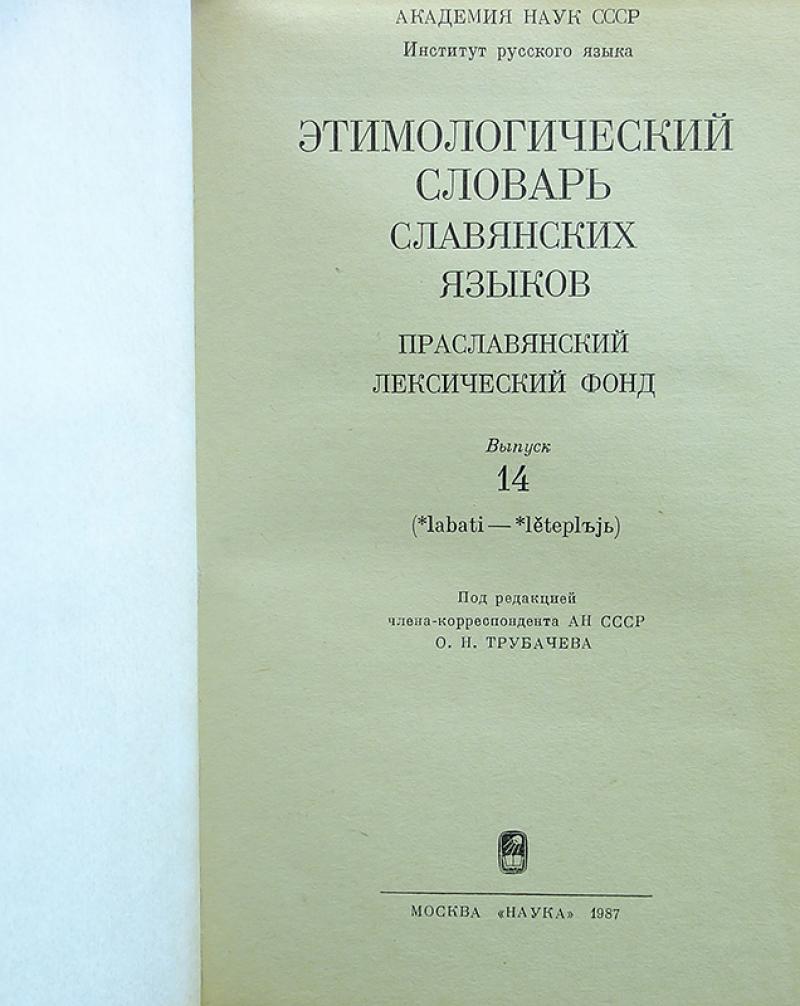 АКАДЕМИЯ НАУК СССР
Институт русского языка
ЭТИМОЛОГИЧЕСКИЙ
СЛОВАРЬ
СЛАВЯНСКИХ
ЯЗЫКОВ
ПРАСЛАВЯНСКИЙ
ЛЕКСИЧЕСКИЙ ФОНД
Выпуск
14
(*labati — *lěteplъjь)
Под редакцией
члена-корреспондента АН СССР
О. Н. ТРУБАЧЕВА
МОСКВА «НАУКА» 1987